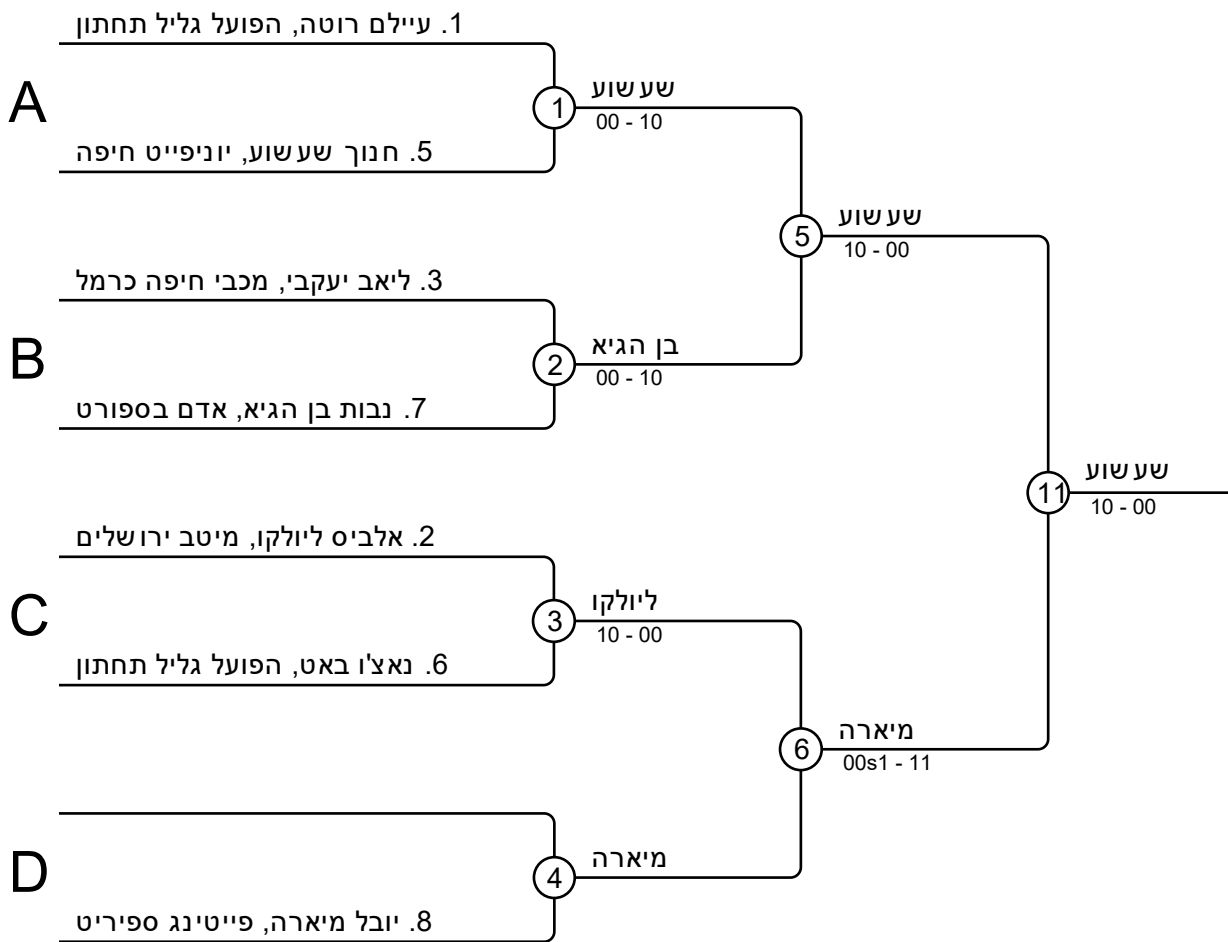 1. עיילם רוטה, הפועל גליל תחתון
A
1
שעשוע
00 - 10
5. חנוך שעשוע, יוניפייט חיפה
5
שעשוע
10 - 00
3. ליאב יעקבי, מכבי חיפה כרמל
B
2
בן הגיא
00 - 10
7. נבות בן הגיא, אדם בספורט
11
שעשוע
10 - 00
2. אלביס ליולקו, מיטב ירושלים
C
3
ליולקו
10 - 00
6. נאצ'ו באט, הפועל גליל תחתון
6
מיארה
00s1 - 11
D
4
מיארה
8. יובל מיארה, פייטינג ספיריט